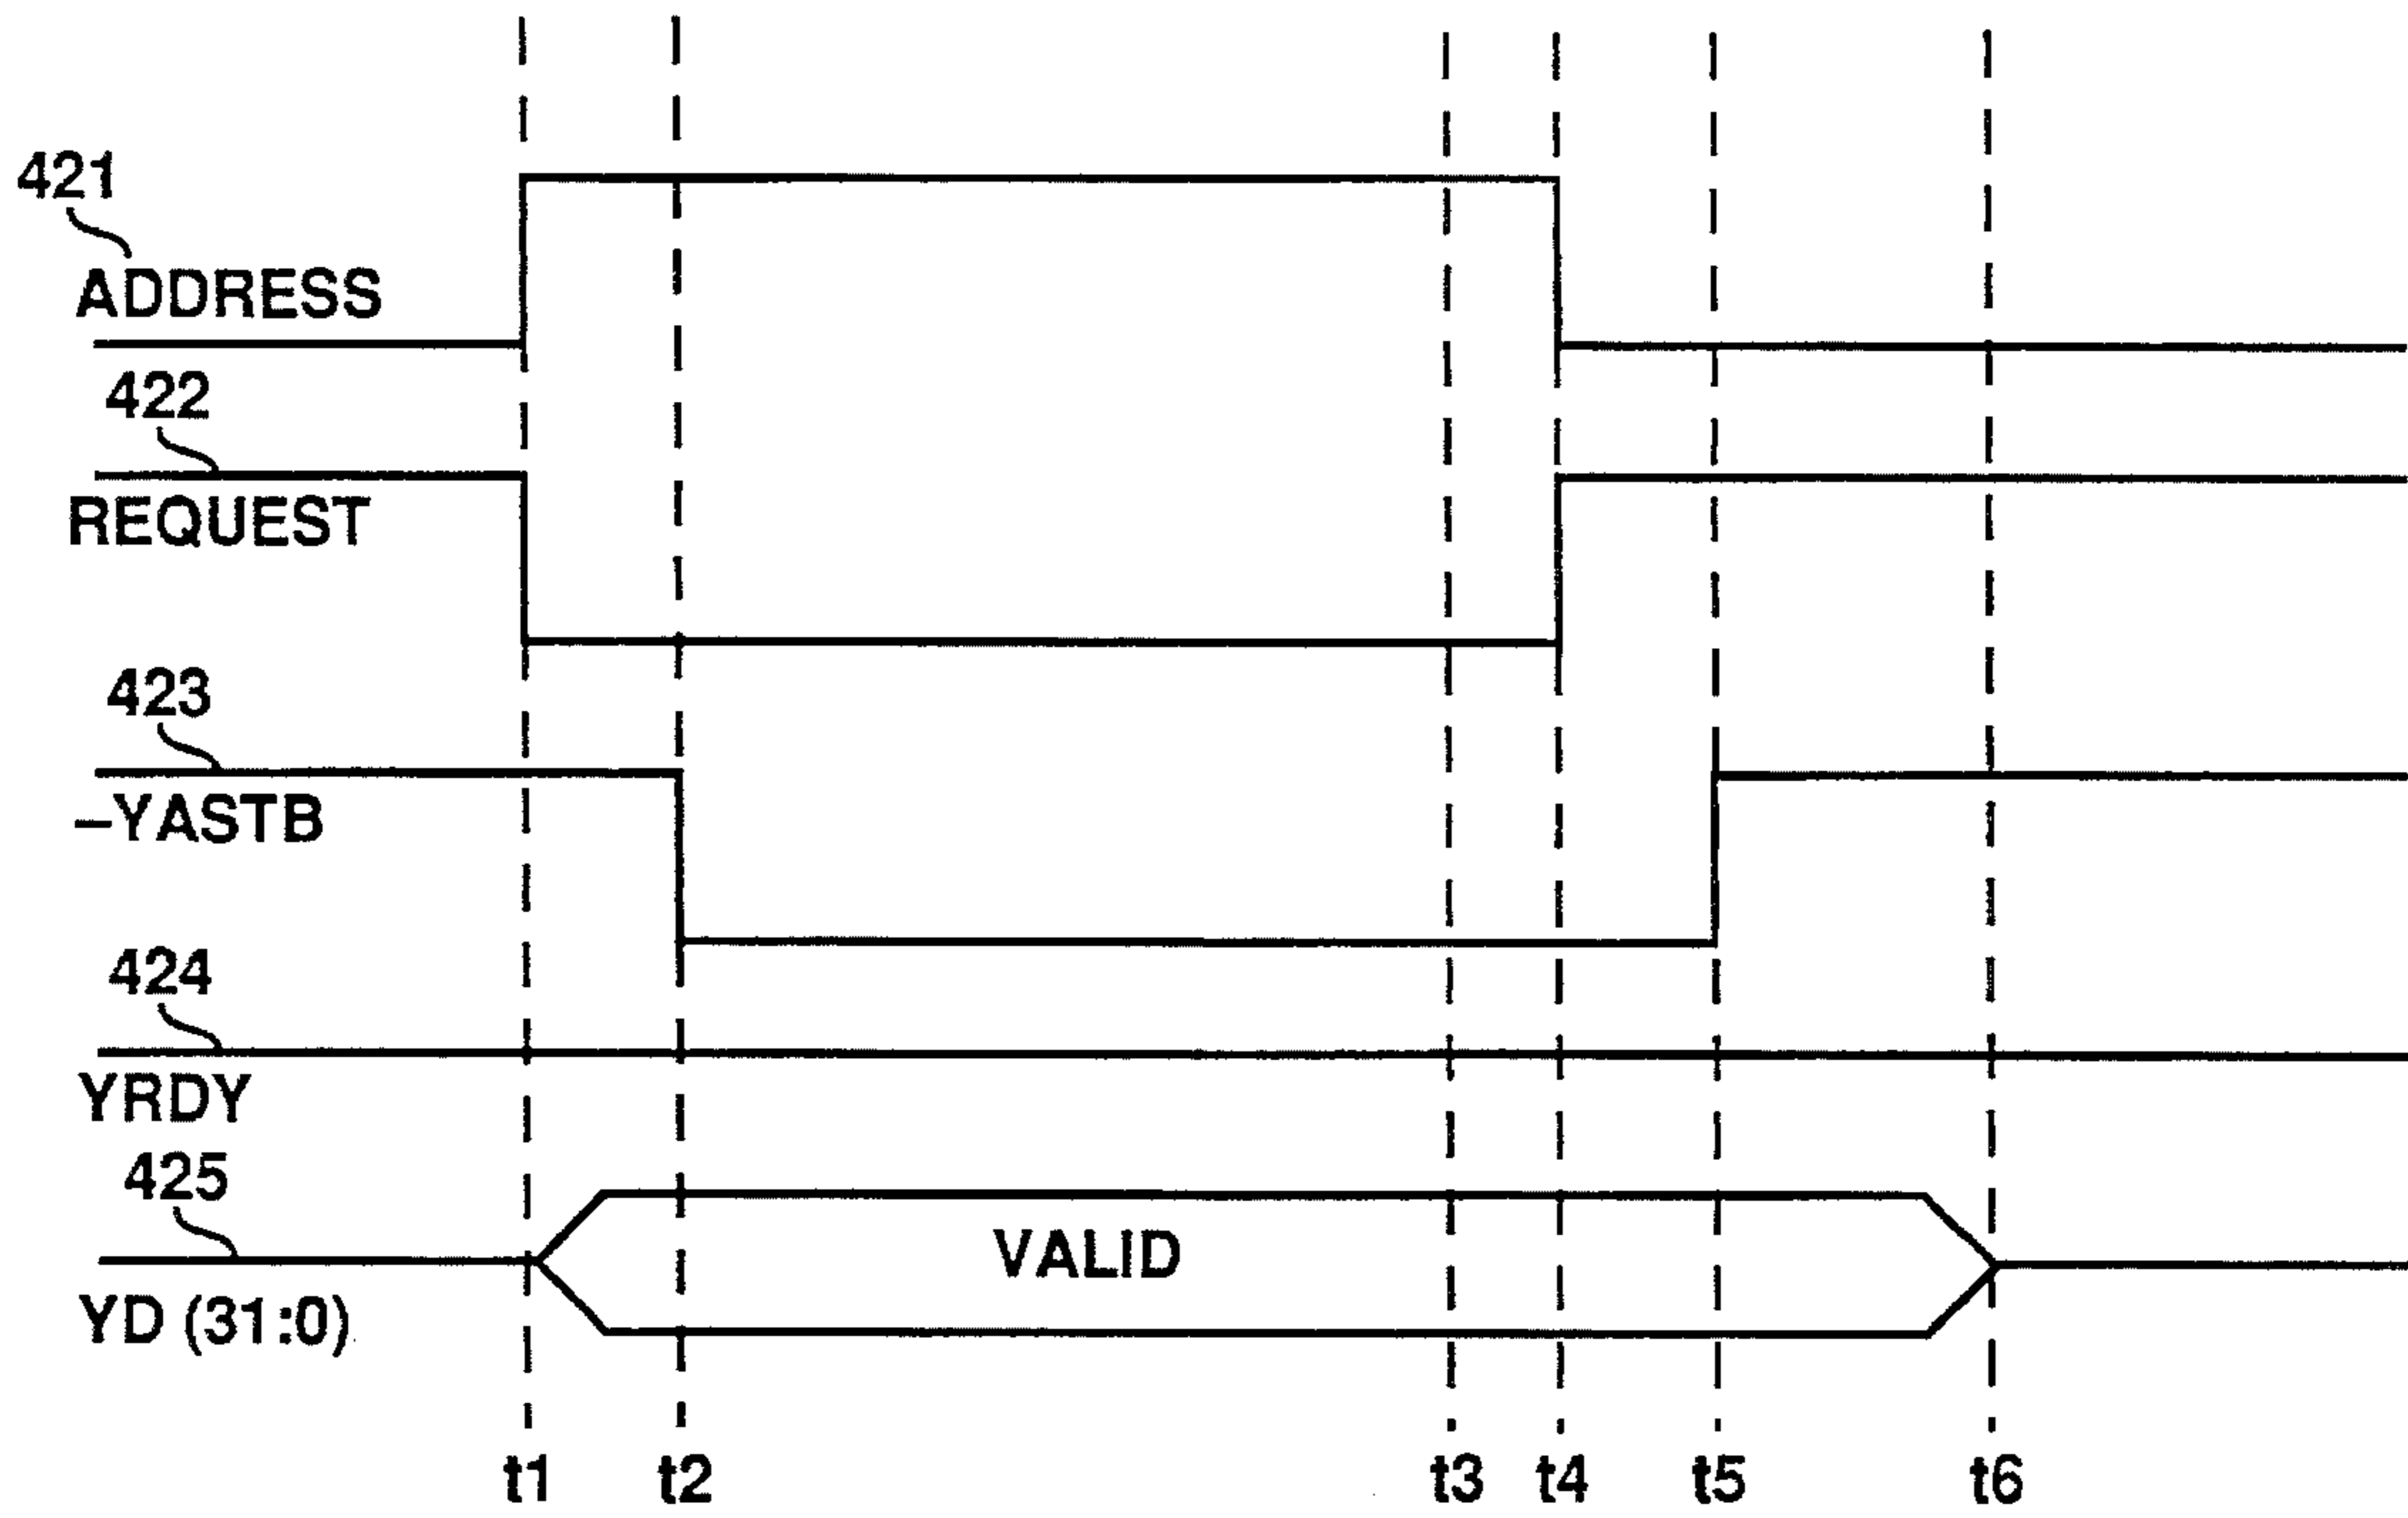 421
ADDRESS
422
REQUEST
423
–YASTB
424
YRDY
425
VALID
YD (31:0)
t1 t2 t3 t4 t5 t6